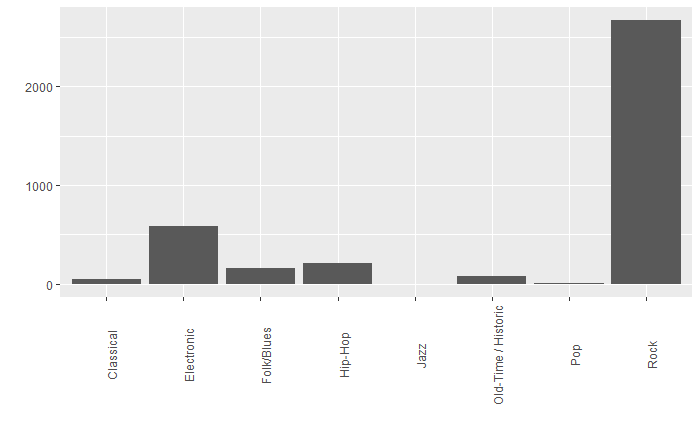 2000
1000
0
Classical
Electronic
Folk/Blues
Hip-Hop
Jazz
Old-Time / Historic
Pop
Rock